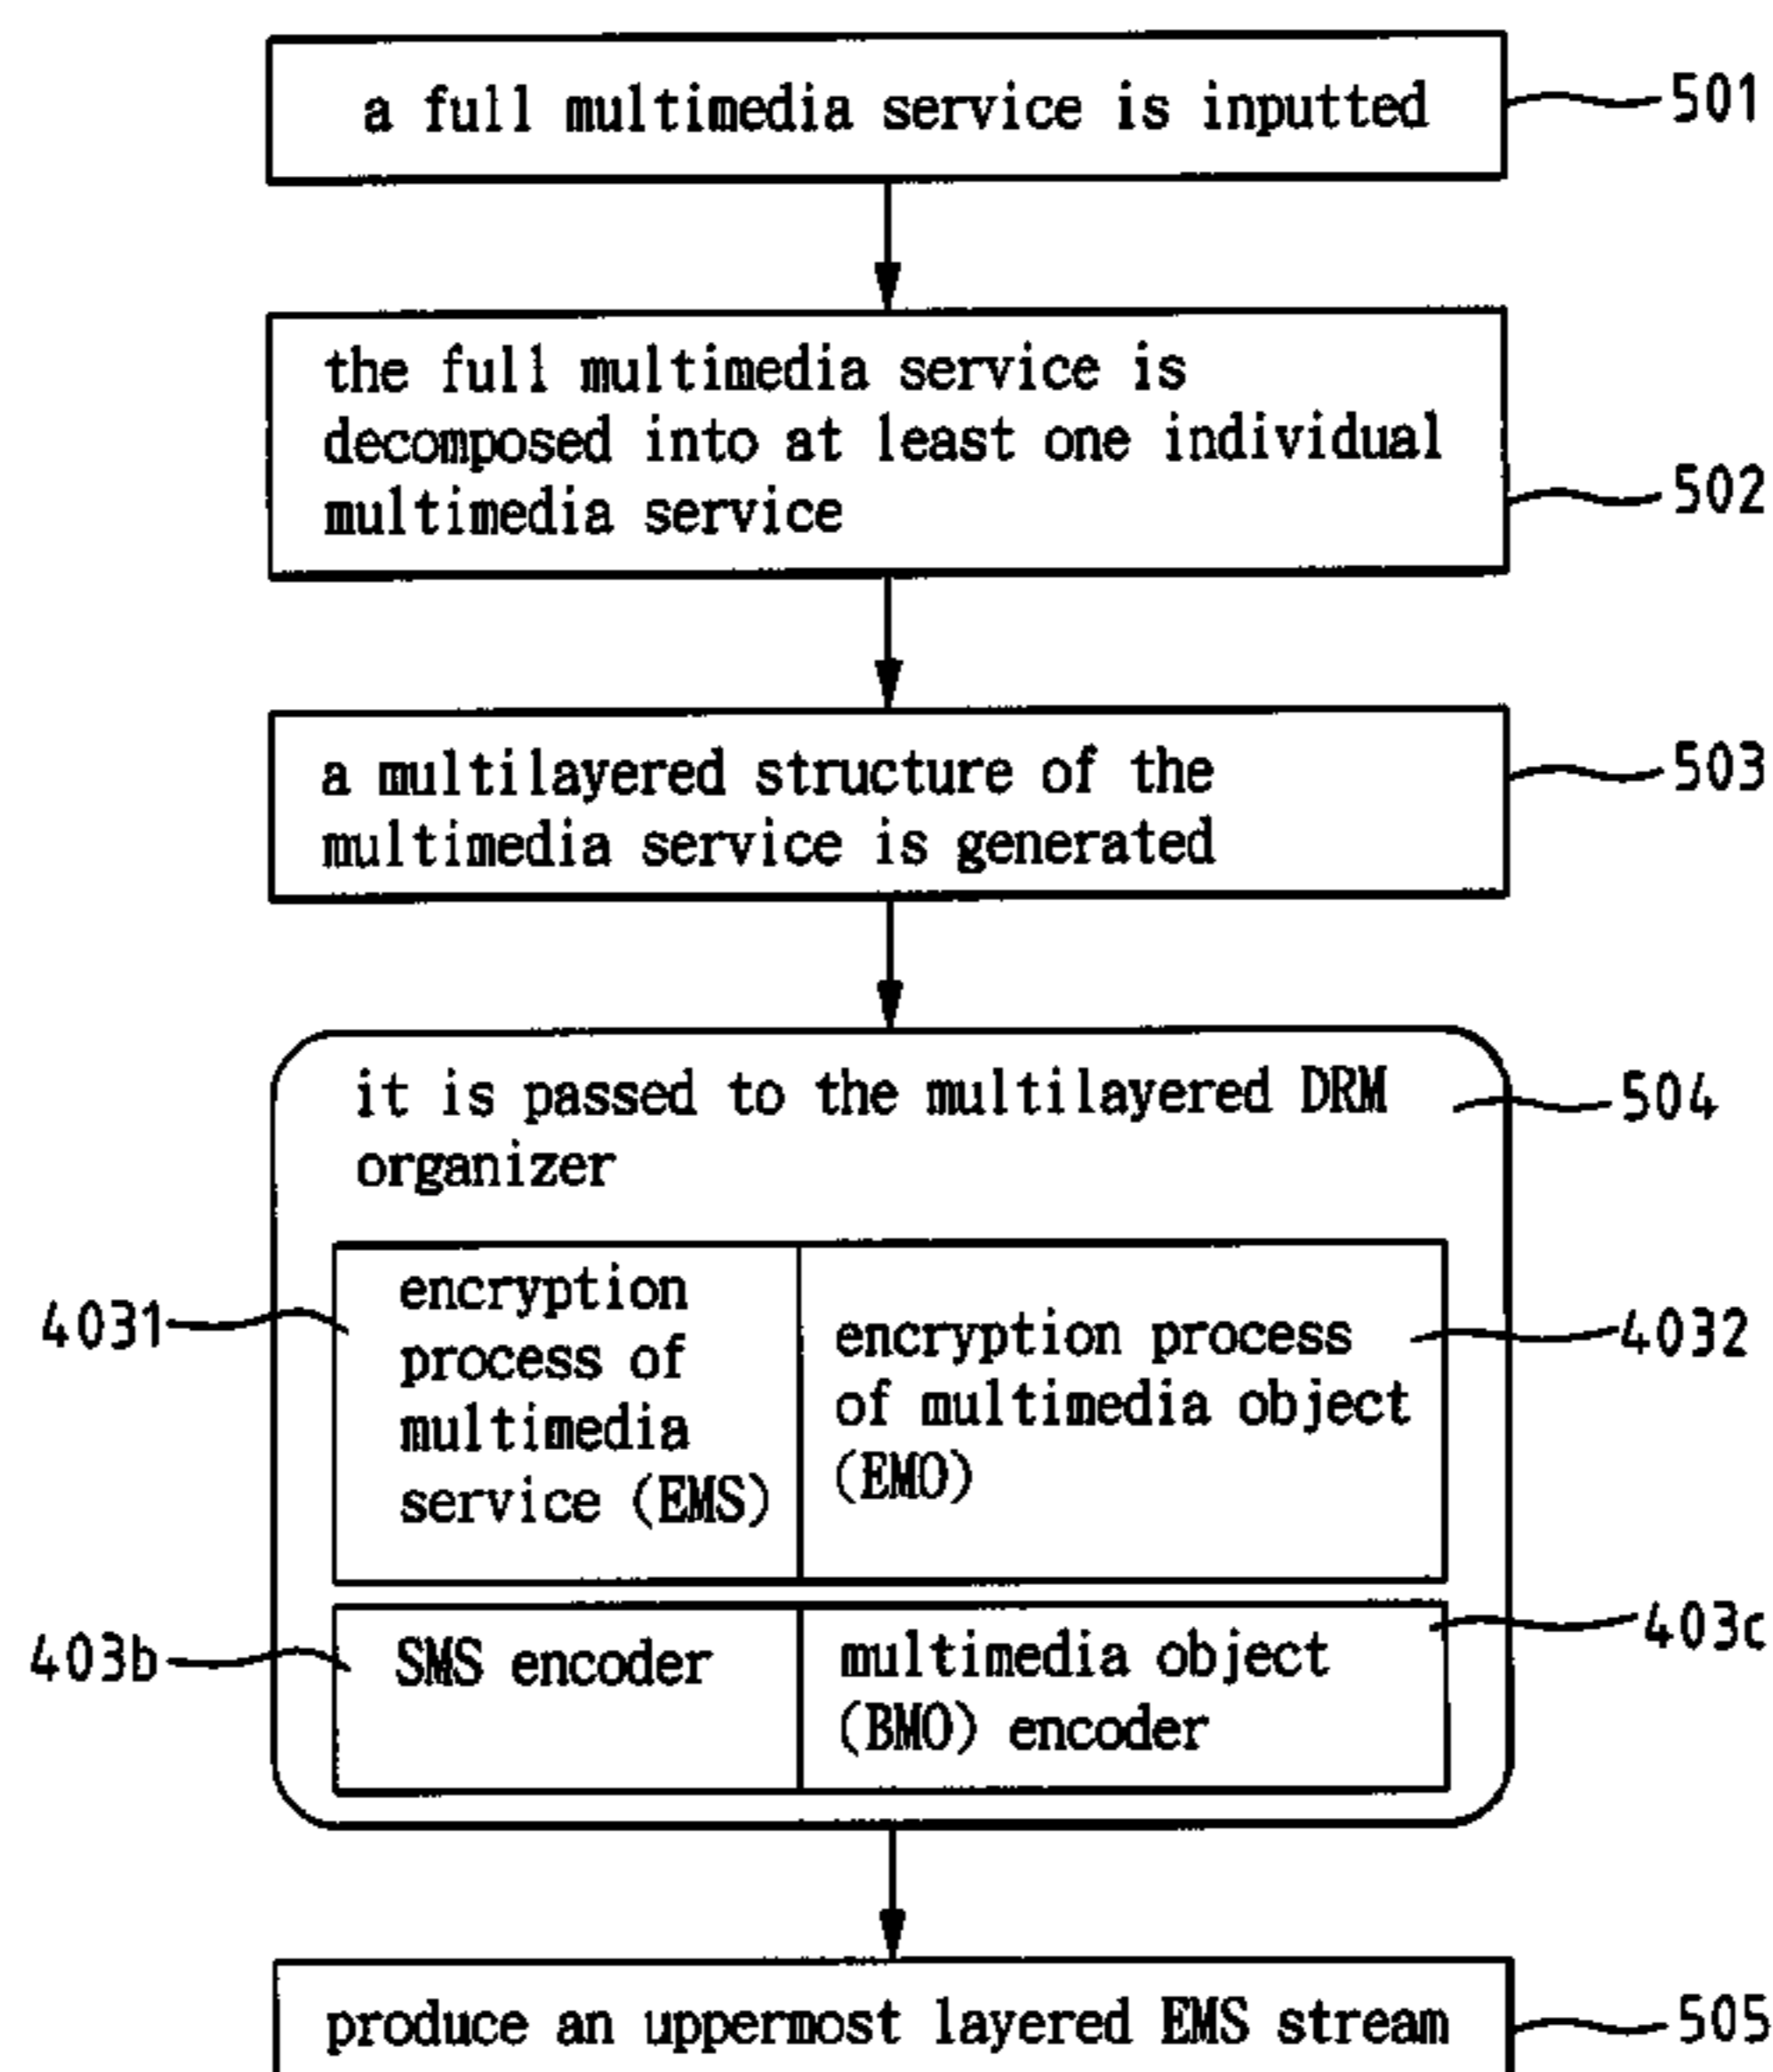 a full multimedia service is inputted
501
the full multimedia service is
decomposed into at least one individual
multimedia service
502
a multilayered structure of the
multimedia service is generated
503
it is passed to the multilayered DRM
organizer
504
4031
encryption
process of
multimedia
service (EMS)
encryption process
of multimedia object
(EMO)
4032
403b
SMS encoder
multimedia object
(BMO) encoder
403c
produce an uppermost layered EMS stream
505